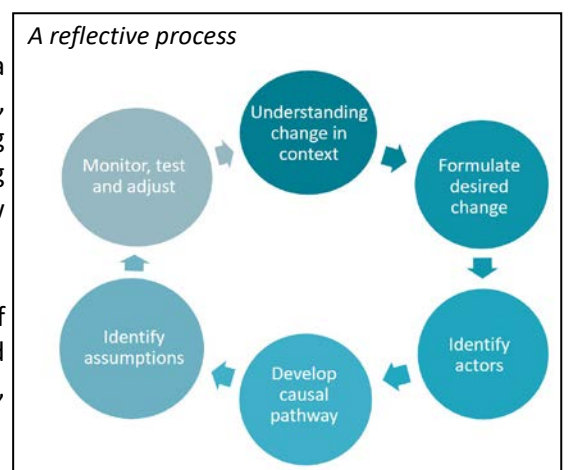 A reflective process
a
,
g
g
y
f
d
,
Understanding
change in
context
Formulate
desired
change
Identify
actors
Develop
causal
pathway
Identify
assumptions
Monitor, test
and adjust